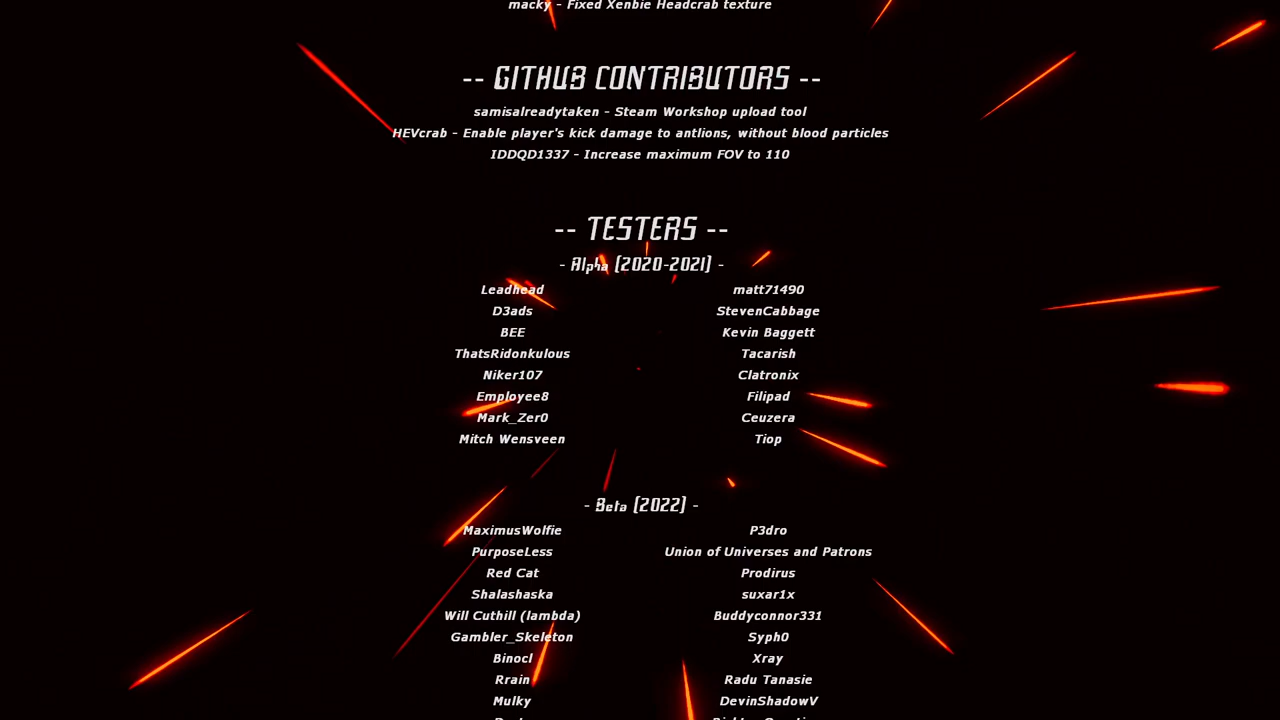 macky - Fixed Xenbie Headcrab texture
-- GITHUB CONTRIBUTORS --
samisalreadytaken - Steam Workshop upload tool
HEVcrab - Enable player's kick damage to antlions, without blood particles
IDDQD1337 - Increase maximum FOV to 110
-- TESTERS --
- Alpha [2020-2021] -
Leadhead matt71490
D3ads StevenCabbage
BEE Kevin Baggett
ThatsRidonkulous Tacarish
Niker107 Clatronix
Employee8 Filipad
Mark_Zer0 Ceuzera
Mitch Wensveen Tiop
- Beta [2022] -
MaximusWolfie P3dro
PurposeLess Union of Universes and Patrons
Red Cat Prodirus
Shalashaska suxar1x
Will Cuthill (lambda) Buddyconnor331
Gambler_Skeleton Syph0
Binocl Xray
Rrain Radu Tanasie
Mulky DevinShadowV